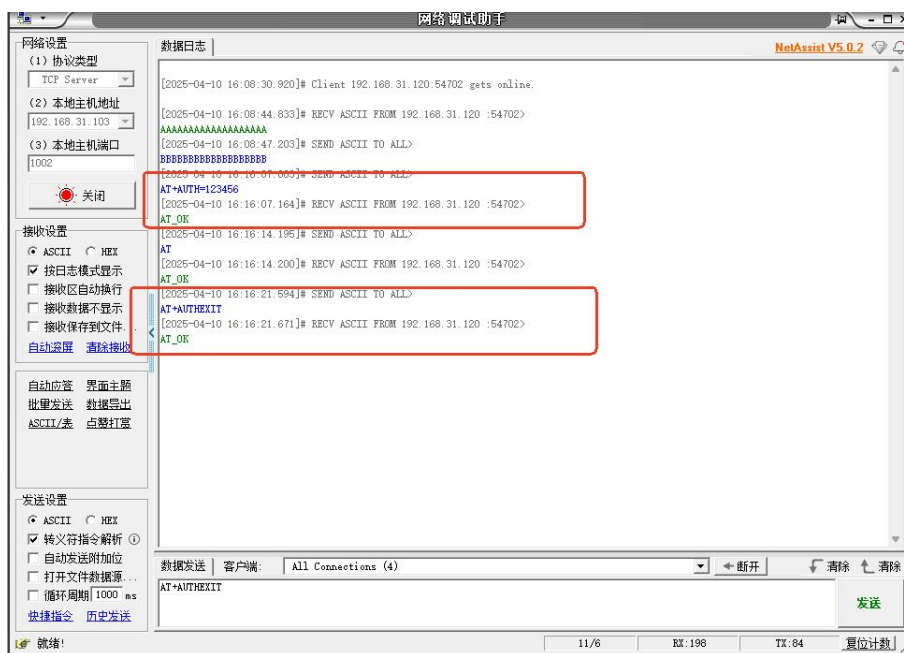 网络调试助手
网络设置
(1) 协议类型
TCP Server
(2) 本地主机地址
192.168.31.103
(3) 本地主机端口
1002
关闭
接收设置
ASCII HEX
按日志模式显示
接收区自动换行
接收数据不显示
接收保存到文件...
自动滚屏 清除接收
自动应答 界面主题
批量发送 数据导出
ASCII/表 点赞打赏
发送设置
ASCII HEX
转义符指令解析
自动发送附加位
打开文件数据源...
循环周期 1000 ms
快捷指令 历史发送
数据日志
NetAssist V5.0.2
[2025-04-10 16:08:30.920]# Client 192.168.31.120:54702 gets online.
[2025-04-10 16:08:44.833]# RECV ASCII FROM 192.168.31.120 :54702>
AAAAAAAAAAAAAAAAAAA
[2025-04-10 16:08:47.203]# SEND ASCII TO ALL>
BBBBBBBBBBBBBBBBBBB
[2025-04-10 16:16:07.083]# SEND ASCII TO ALL>
AT+AUTH=123456
[2025-04-10 16:16:07.164]# RECV ASCII FROM 192.168.31.120 :54702>
AT_OK
[2025-04-10 16:16:14.195]# SEND ASCII TO ALL>
AT
[2025-04-10 16:16:14.200]# RECV ASCII FROM 192.168.31.120 :54702>
AT_OK
[2025-04-10 16:16:21.594]# SEND ASCII TO ALL>
AT+AUTHEXIT
[2025-04-10 16:16:21.671]# RECV ASCII FROM 192.168.31.120 :54702>
AT_OK
数据发送 客户端: All Connections (4) 断开 清除 清除
AT+AUTHEXIT
发送
就绪! 11/6 RX:198 TX:84 复位计数